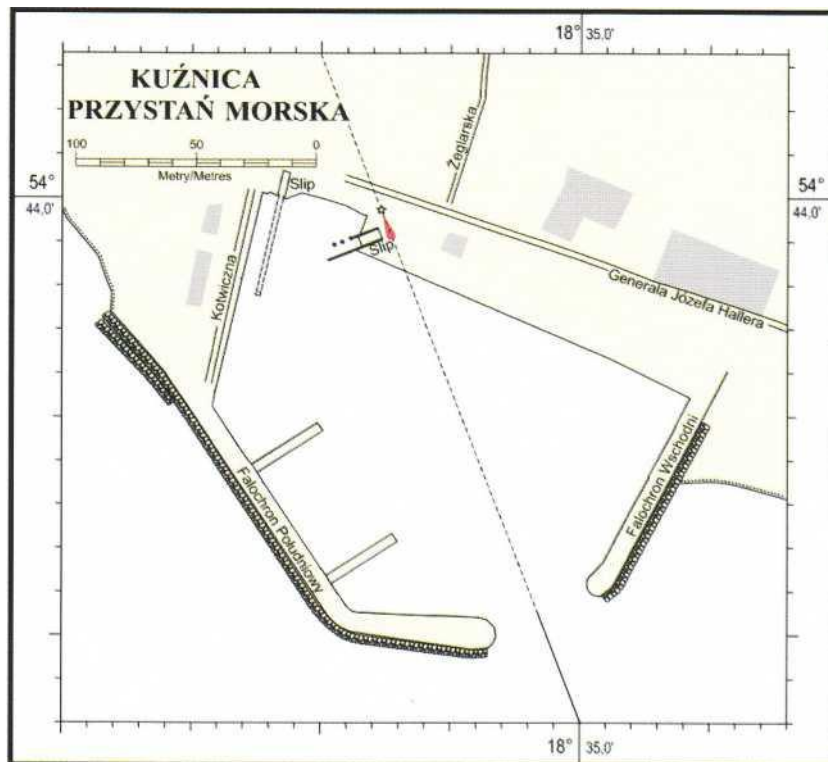 18° 35,0'
KUŹNICA
PRZYSTAŃ MORSKA
100 50 0
Metry/Metres
Żeglarska
54°
44,0'
54°
44,0'
Slip
Slip
Kotwiczna
Generala Józefa Hallera
Falochron Wschodni
Falochron Południowy
18° 35,0'